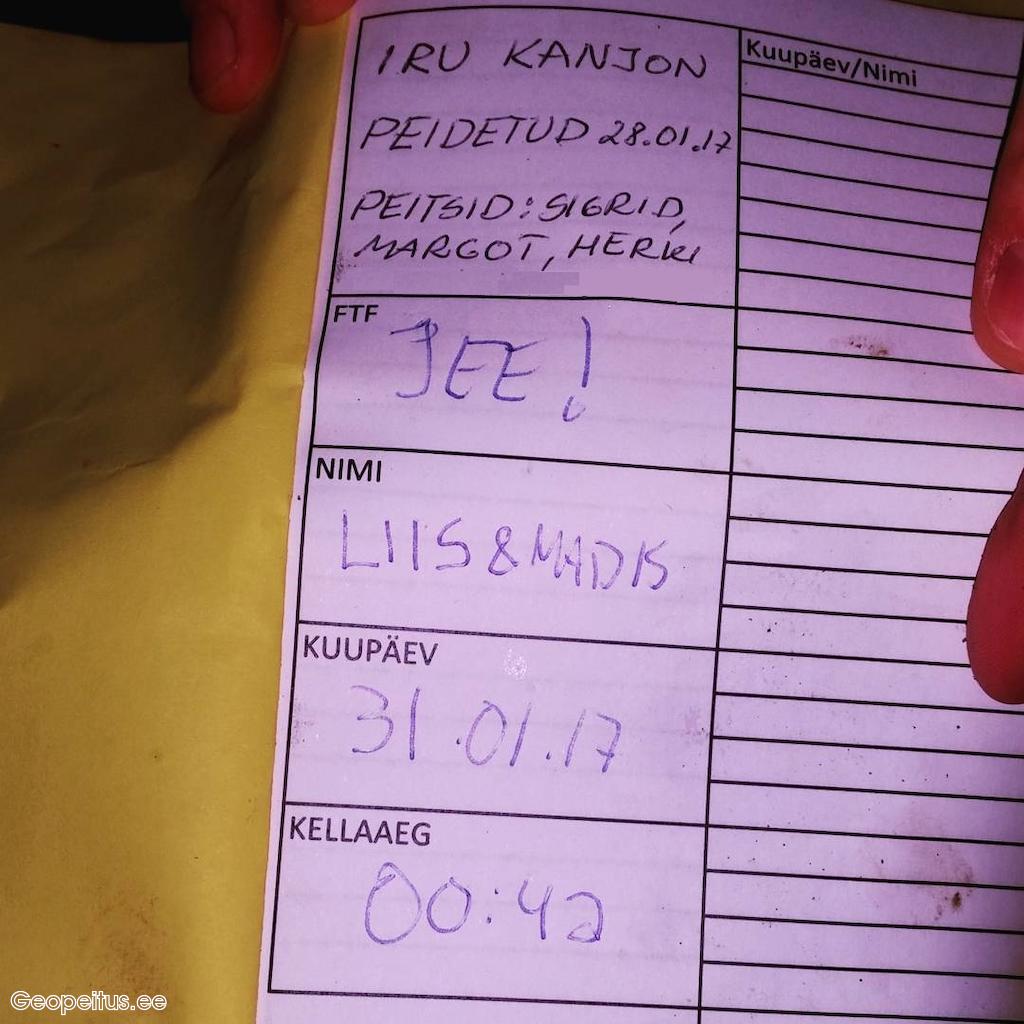 IRU KANJON
PEIDETUD 28.01.17
PEITSID: SIGRID,
MARGOT, HERKI
Kuupäev/Nimi
FTF
JEE!
NIMI
LIIS & MADIS
KUUPÄEV
31.01.17
KELLAAEG
00:42
Geopeitus.ee